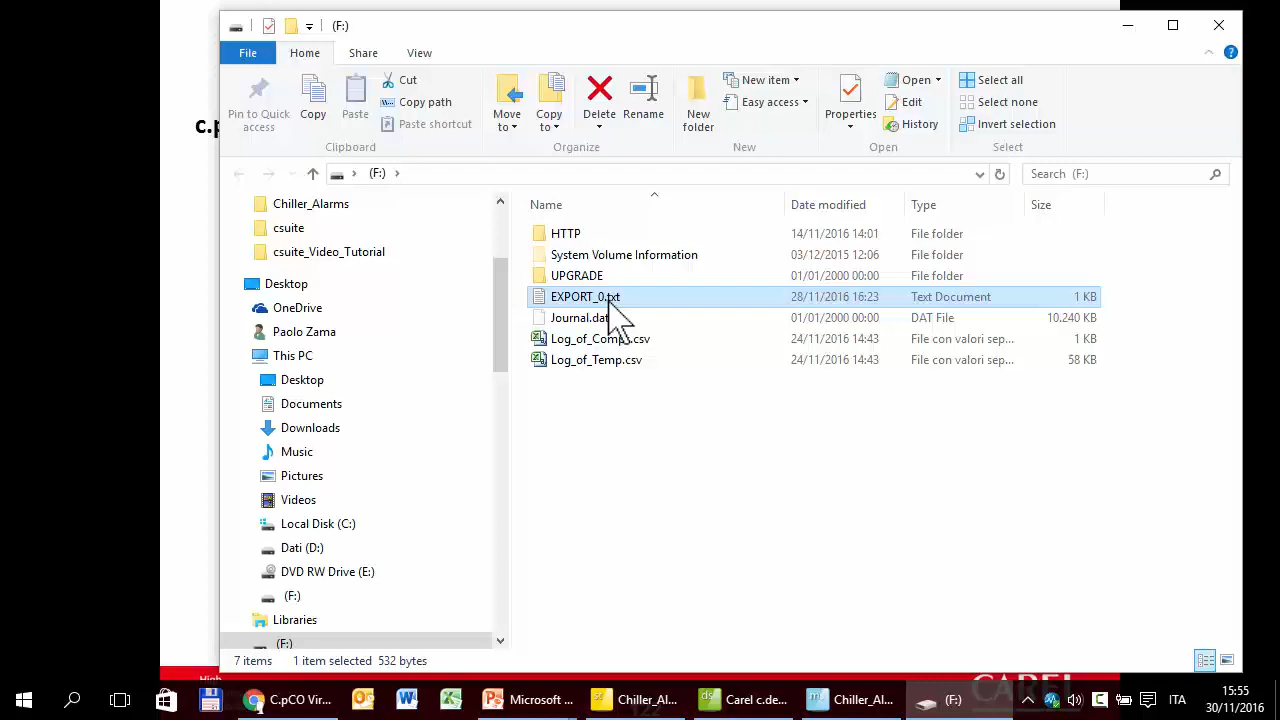 (F:)
File Home Share View
Pin to Quick access
Copy
Paste
Cut
Copy path
Paste shortcut
Clipboard
Move to
Copy to
Delete
Rename
Organize
New folder
New item
Easy access
New
Properties
Open
Edit
History
Open
Select all
Select none
Invert selection
Select
(F:)
Search (F:)
Chiller_Alarms
csuite
csuite_Video_Tutorial
Desktop
OneDrive
Paolo Zama
This PC
Desktop
Documents
Downloads
Music
Pictures
Videos
Local Disk (C:)
Dati (D:)
DVD RW Drive (E:)
(F:)
Libraries
(F:)
Name Date modified Type Size
HTTP 14/11/2016 14:01 File folder
System Volume Information 03/12/2015 12:06 File folder
UPGRADE 01/01/2000 00:00 File folder
EXPORT_0.txt 28/11/2016 16:23 Text Document 1 KB
Journal.dat 01/01/2000 00:00 DAT File 10.240 KB
24/11/2016 14:43 File con valori sep... 1 KB
Log_of_Temp.csv 24/11/2016 14:43 File con valori sep... 58 KB
7 items 1 item selected 532 bytes
CAREL
C.pCO Vir... Microsoft ... Chiller_Al... Carel c.de... Chiller_Al... (F:) ITA
15:55
30/11/2016